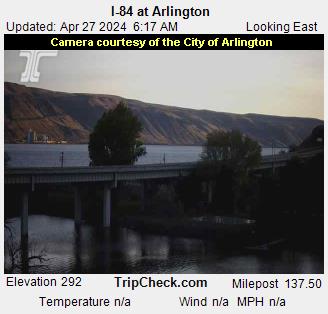 I-84 at Arlington
Updated: Apr 27 2024 6:17 AM Looking East
Camera courtesy of the City of Arlington
Elevation 292 TripCheck.com Milepost 137.50
Temperature n/a Wind n/a MPH n/a